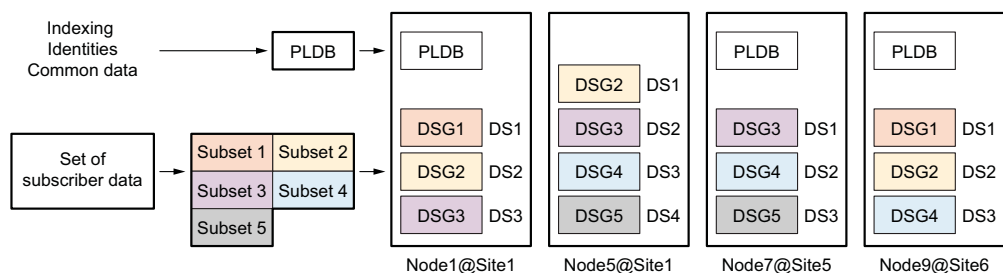 Indexing
Identities
Common data
PLDB
Set of
subscriber data
Subset 1 Subset 2
Subset 3 Subset 4
Subset 5
PLDB
DSG1 DS1
DSG2 DS2
DSG3 DS3
Node1@Site1
DSG2 DS1
DSG3 DS2
DSG4 DS3
DSG5 DS4
Node5@Site1
PLDB
DSG3 DS1
DSG4 DS2
DSG5 DS3
Node7@Site5
PLDB
DSG1 DS1
DSG2 DS2
DSG4 DS3
Node9@Site6